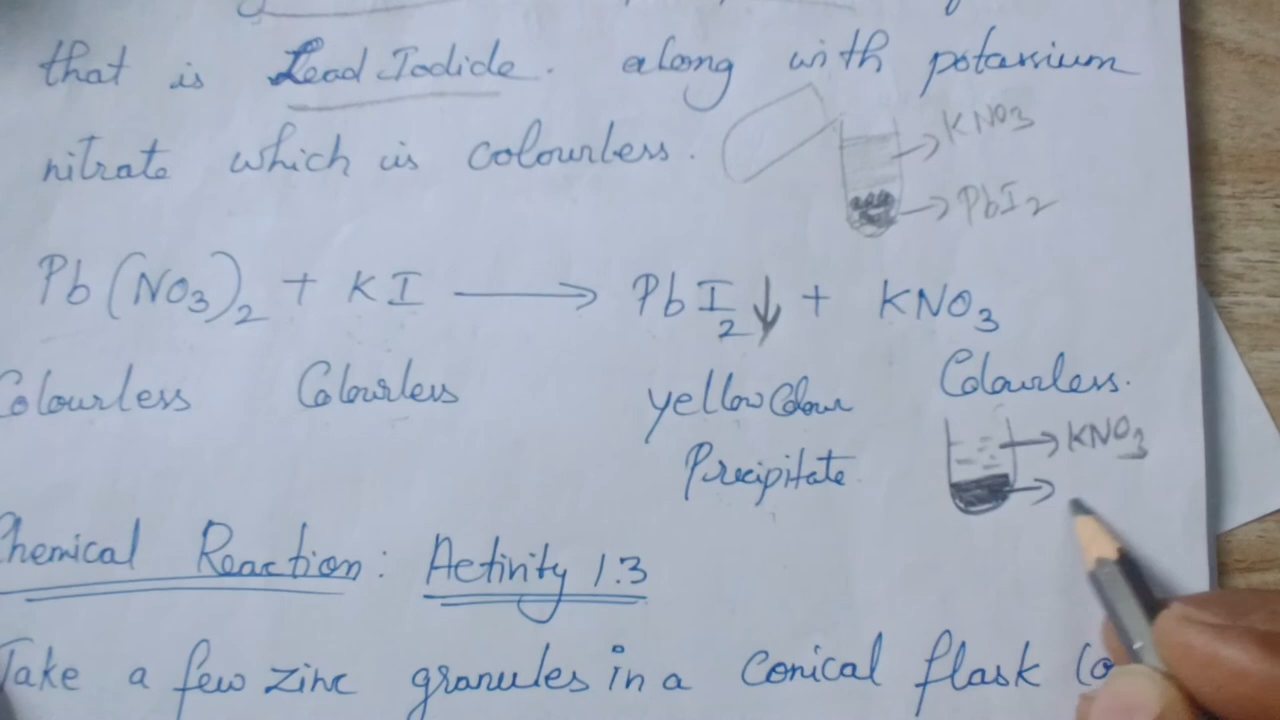 that is Lead Iodide. along with potassium
nitrate which is colourless.
KNO3
PbI2
Pb(NO3)2 + KI ⟶ PbI2↓ + KNO3
Colourless Colourless yellow Colour Colourless.
Precipitate
KNO3
Chemical Reaction: Activity 1.3
Take a few zinc granules in a conical flask (o